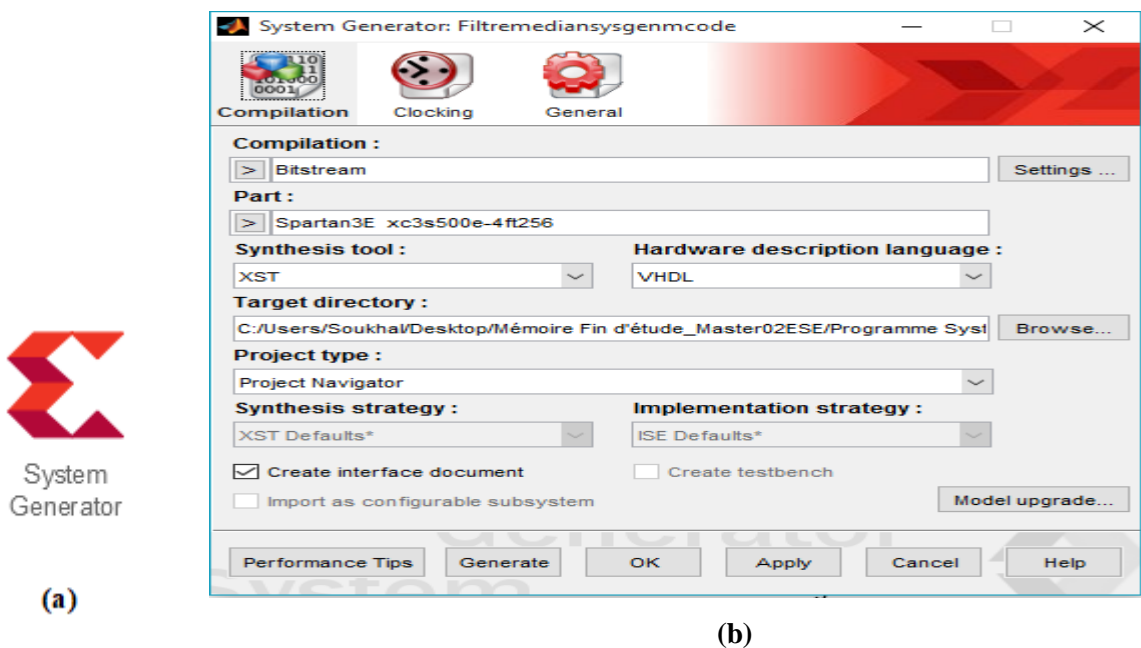 System Generator: Filtremediansysgenmcode
Compilation
Clocking
General
Compilation :
> Bitstream
Settings ...
Part :
> Spartan3E xc3s500e-4ft256
Synthesis tool :
Hardware description language :
XST
VHDL
Target directory :
C:/Users/Soukhal/Desktop/Mémoire Fin d'étude_Master02ESE/Programme Syst
Browse...
Project type :
Project Navigator
Synthesis strategy :
Implementation strategy :
XST Defaults*
ISE Defaults*
Create interface document
Create testbench
Import as configurable subsystem
Model upgrade...
Performance Tips
Generate
OK
Apply
Cancel
Help
System
Generator
(a)
(b)